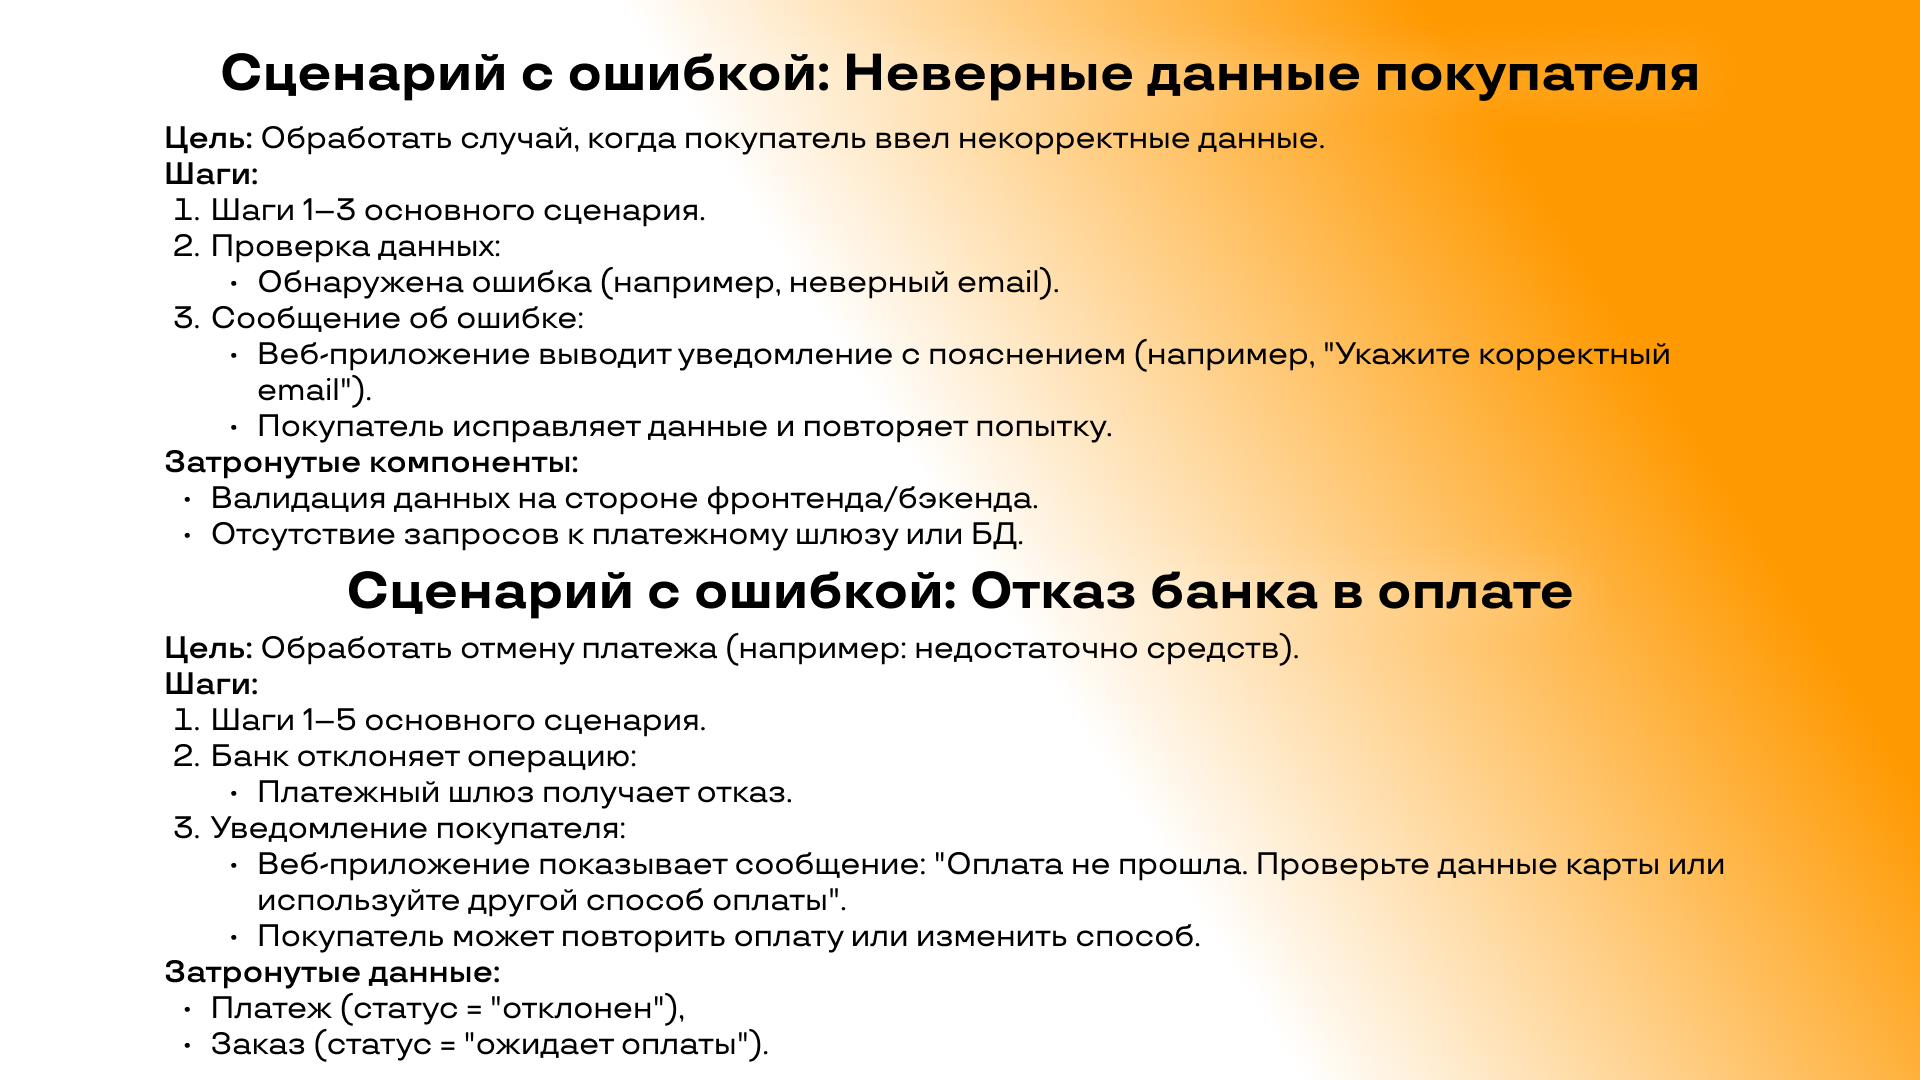 Сценарий с ошибкой: Неверные данные покупателя
Цель: Обработать случай, когда покупатель ввел некорректные данные.
Шаги:
1. Шаги 1–3 основного сценария.
2. Проверка данных:
• Обнаружена ошибка (например, неверный email).
3. Сообщение об ошибке:
• Веб-приложение выводит уведомление с пояснением (например, "Укажите корректный
email").
• Покупатель исправляет данные и повторяет попытку.
Затронутые компоненты:
• Валидация данных на стороне фронтенда/бэкенда.
• Отсутствие запросов к платежному шлюзу или БД.
Сценарий с ошибкой: Отказ банка в оплате
Цель: Обработать отмену платежа (например: недостаточно средств).
Шаги:
1. Шаги 1–5 основного сценария.
2. Банк отклоняет операцию:
• Платежный шлюз получает отказ.
3. Уведомление покупателя:
• Веб-приложение показывает сообщение: "Оплата не прошла. Проверьте данные карты или
используйте другой способ оплаты".
• Покупатель может повторить оплату или изменить способ.
Затронутые данные:
• Платеж (статус = "отклонен"),
• Заказ (статус = "ожидает оплаты").